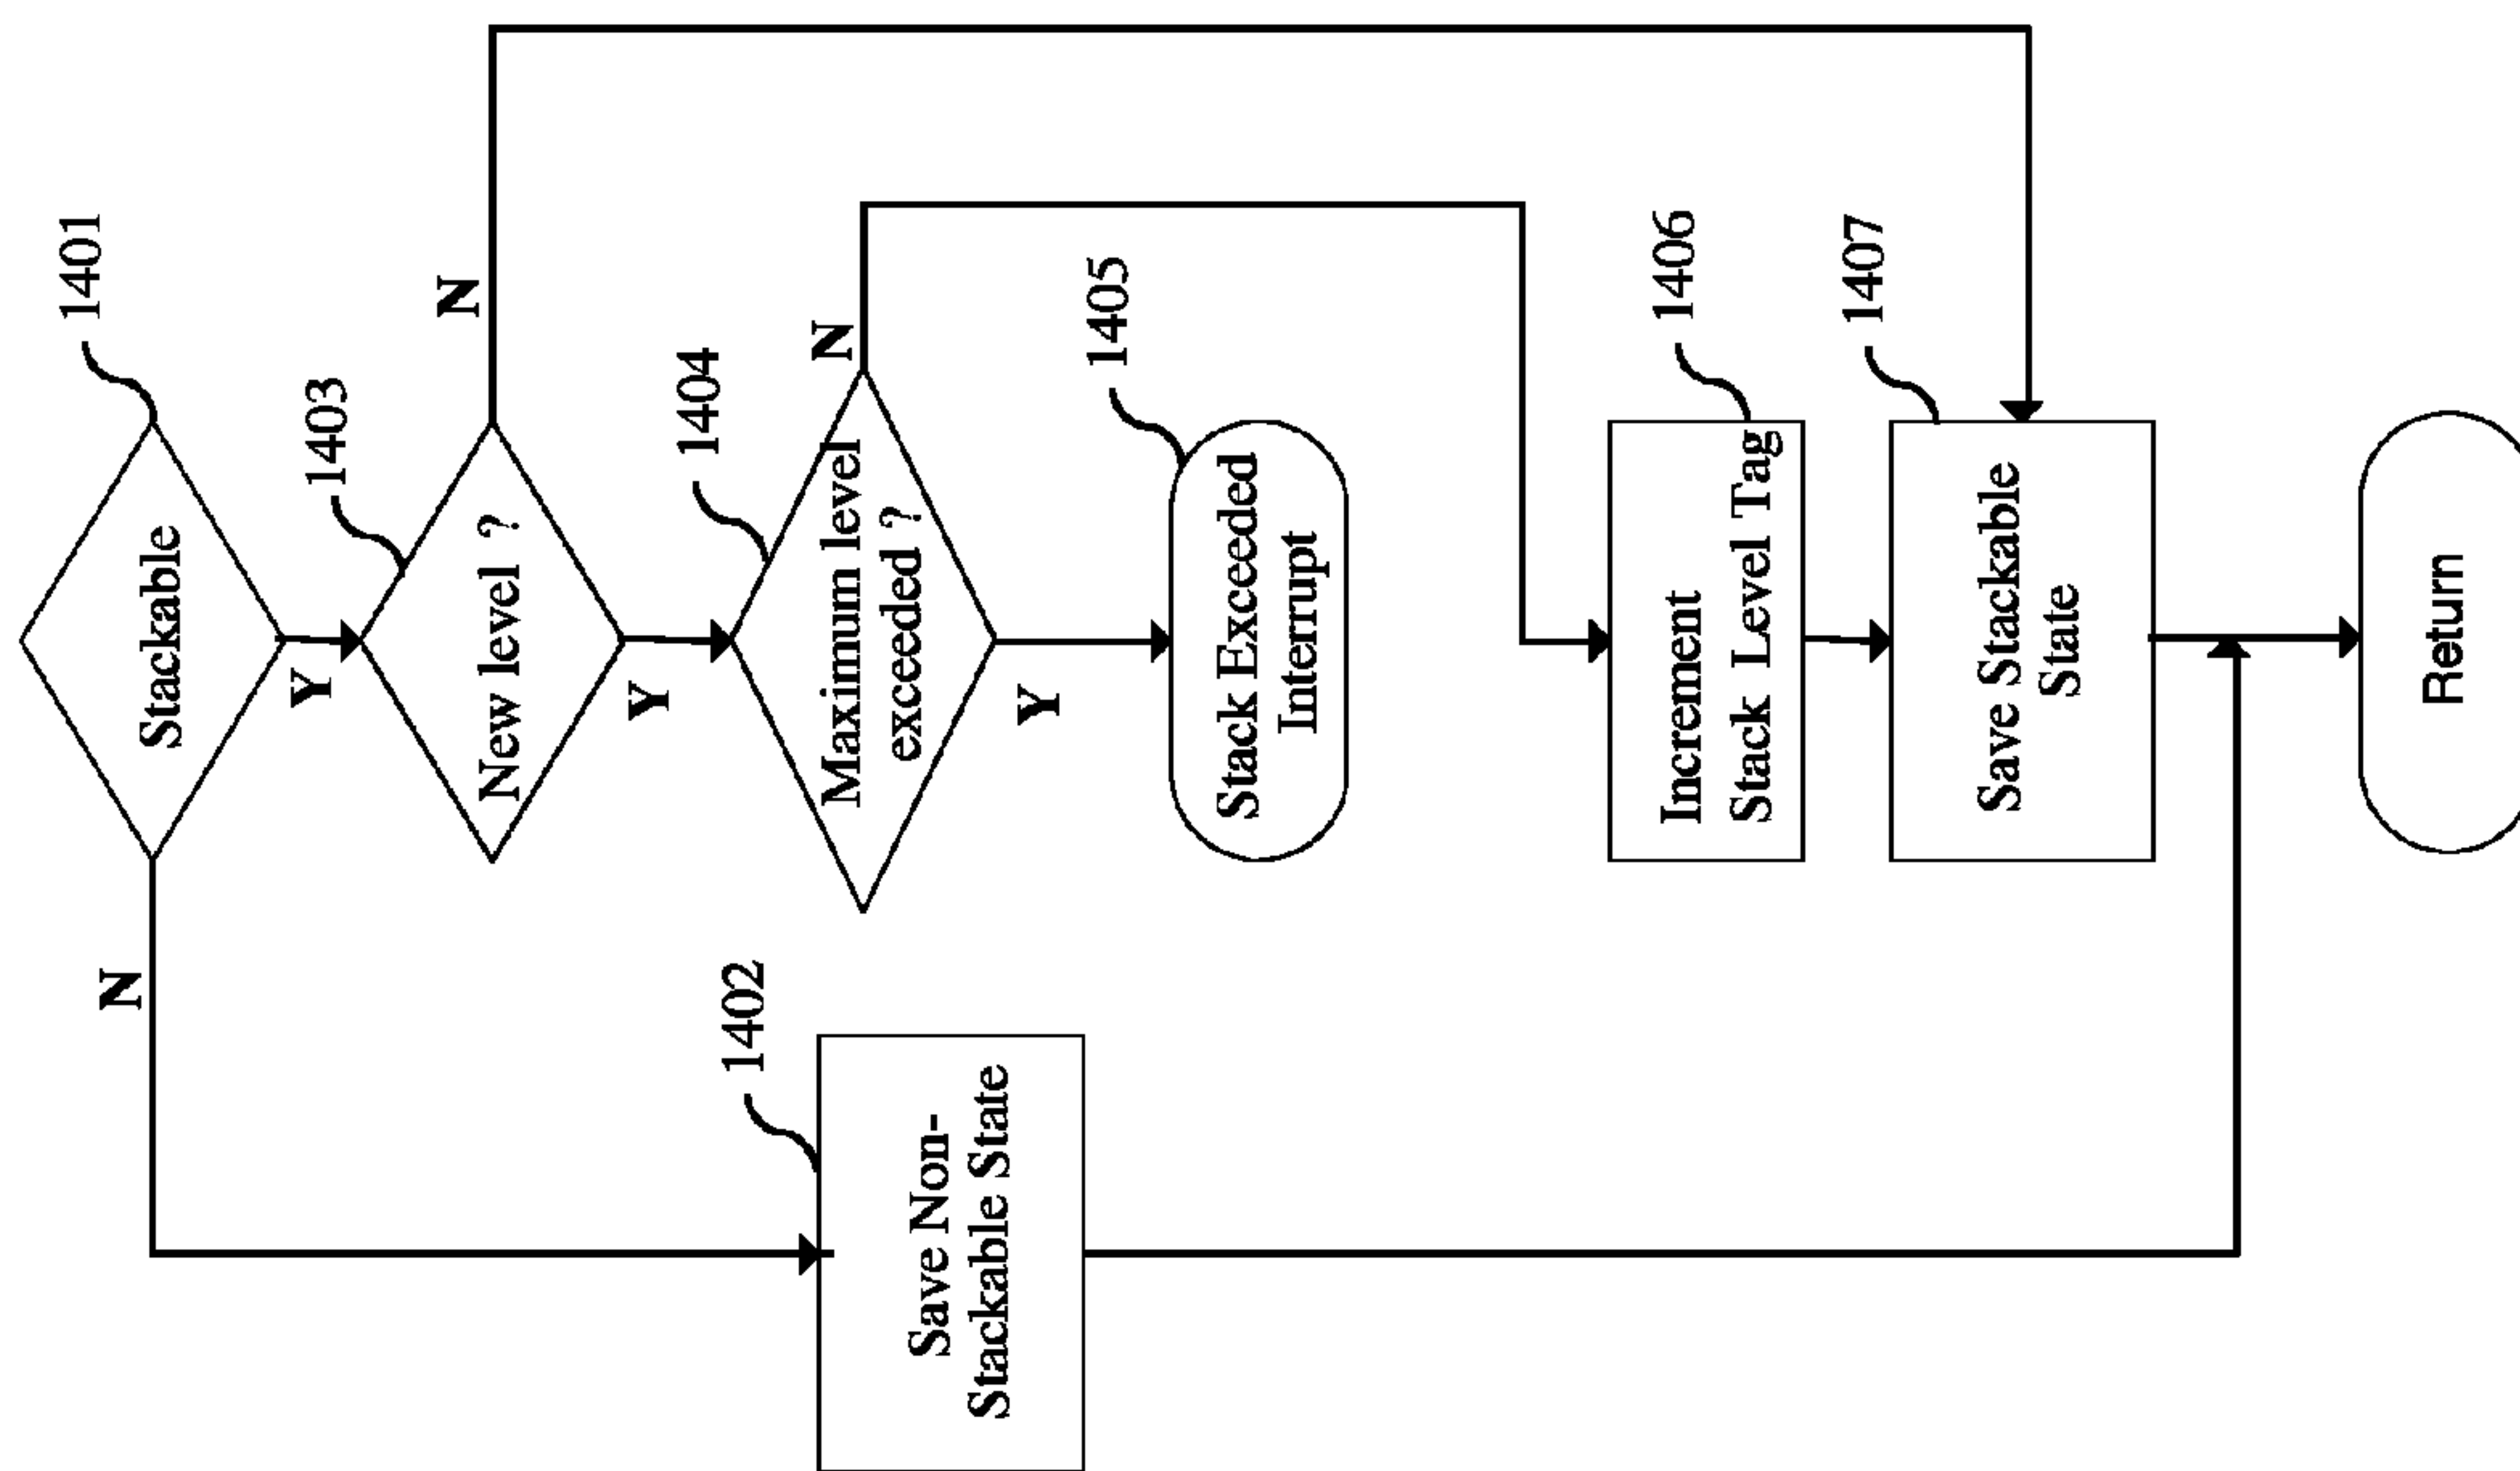 Stackable
1401
N
Y
1403
New level ?
N
Y
1404
Maximum level
exceeded ?
N
Y
1402
Save Non-
Stackable State
1405
Stack Exceeded
Interrupt
1406
Increment
Stack Level Tag
1407
Save Stackable
State
Return